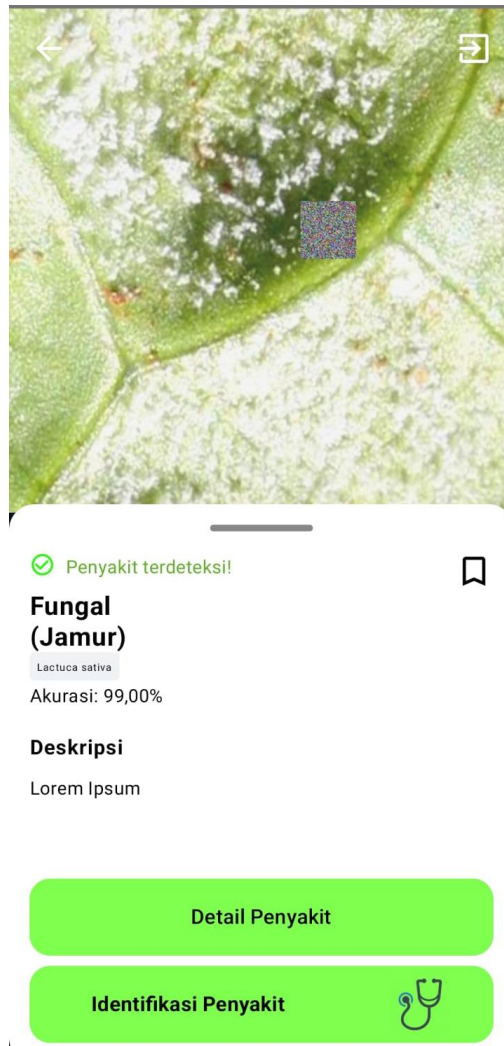 Penyakit terdeteksi!
Fungal
(Jamur)
Lactuca sativa
Akurasi: 99,00%
Deskripsi
Lorem Ipsum
Detail Penyakit
Identifikasi Penyakit